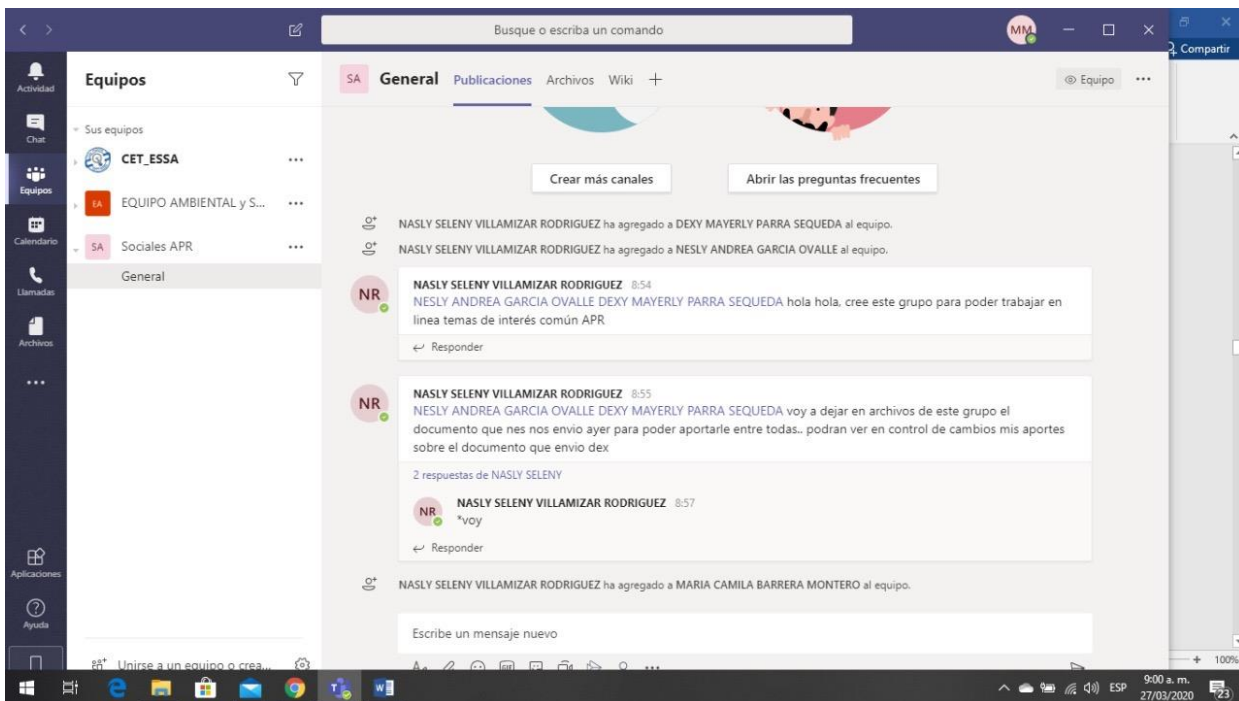 Busque o escriba un comando
MM
Compartir
Actividad
Chat
Equipos
Calendario
Llamadas
Archivos
Aplicaciones
Ayuda
Equipos
Sus equipos
CET_ESSA
EA EQUIPO AMBIENTAL y S...
SA Sociales APR
General
Unirse a un equipo o crea...
SA General Publicaciones Archivos Wiki
Equipo
Crear más canales
Abrir las preguntas frecuentes
NASLY SELENY VILLAMIZAR RODRIGUEZ ha agregado a DEXY MAYERLY PARRA SEQUEDA al equipo.
NASLY SELENY VILLAMIZAR RODRIGUEZ ha agregado a NESLY ANDREA GARCIA OVALLE al equipo.
NR
NASLY SELENY VILLAMIZAR RODRIGUEZ 8:54
NESLY ANDREA GARCIA OVALLE DEXY MAYERLY PARRA SEQUEDA hola hola, cree este grupo para poder trabajar en
linea temas de interés común APR
Responder
NR
NASLY SELENY VILLAMIZAR RODRIGUEZ 8:55
NESLY ANDREA GARCIA OVALLE DEXY MAYERLY PARRA SEQUEDA voy a dejar en archivos de este grupo el
documento que nes nos envio ayer para poder aportarle entre todas.. podran ver en control de cambios mis aportes
sobre el documento que envio dex
2 respuestas de NASLY SELENY
NR
NASLY SELENY VILLAMIZAR RODRIGUEZ 8:57
*voy
Responder
NASLY SELENY VILLAMIZAR RODRIGUEZ ha agregado a MARIA CAMILA BARRERA MONTERO al equipo.
Escribe un mensaje nuevo
GIF
100%
ESP
9:00 a. m.
27/03/2020
23